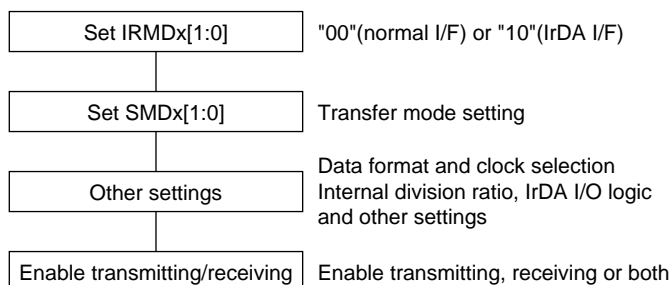 Set IRMDx[1:0]
"00"(normal I/F) or "10"(IrDA I/F)
Set SMDx[1:0]
Transfer mode setting
Other settings
Data format and clock selection
Internal division ratio, IrDA I/O logic
and other settings
Enable transmitting/receiving
Enable transmitting, receiving or both